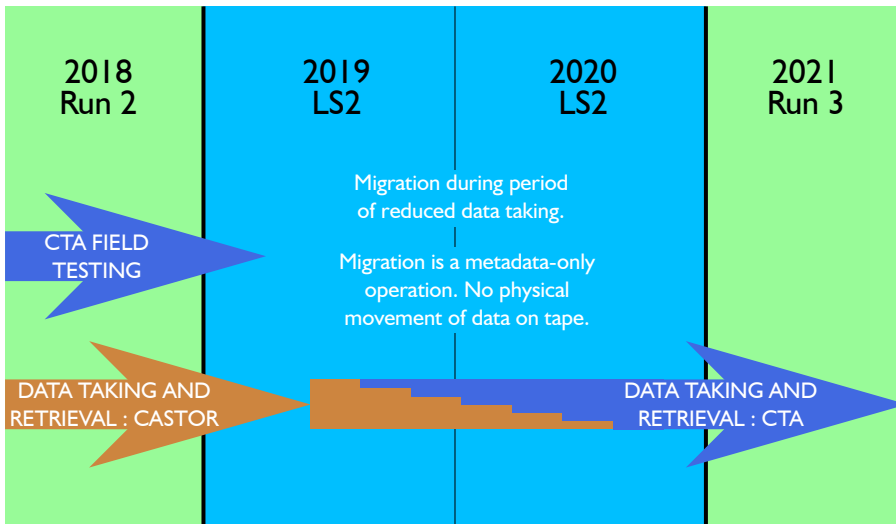 2018
Run 2
2019
LS2
2020
LS2
2021
Run 3
Migration during period
of reduced data taking.
CTA FIELD
TESTING
Migration is a metadata-only
operation. No physical
movement of data on tape.
DATA TAKING AND
RETRIEVAL : CASTOR
DATA TAKING AND
RETRIEVAL : CTA